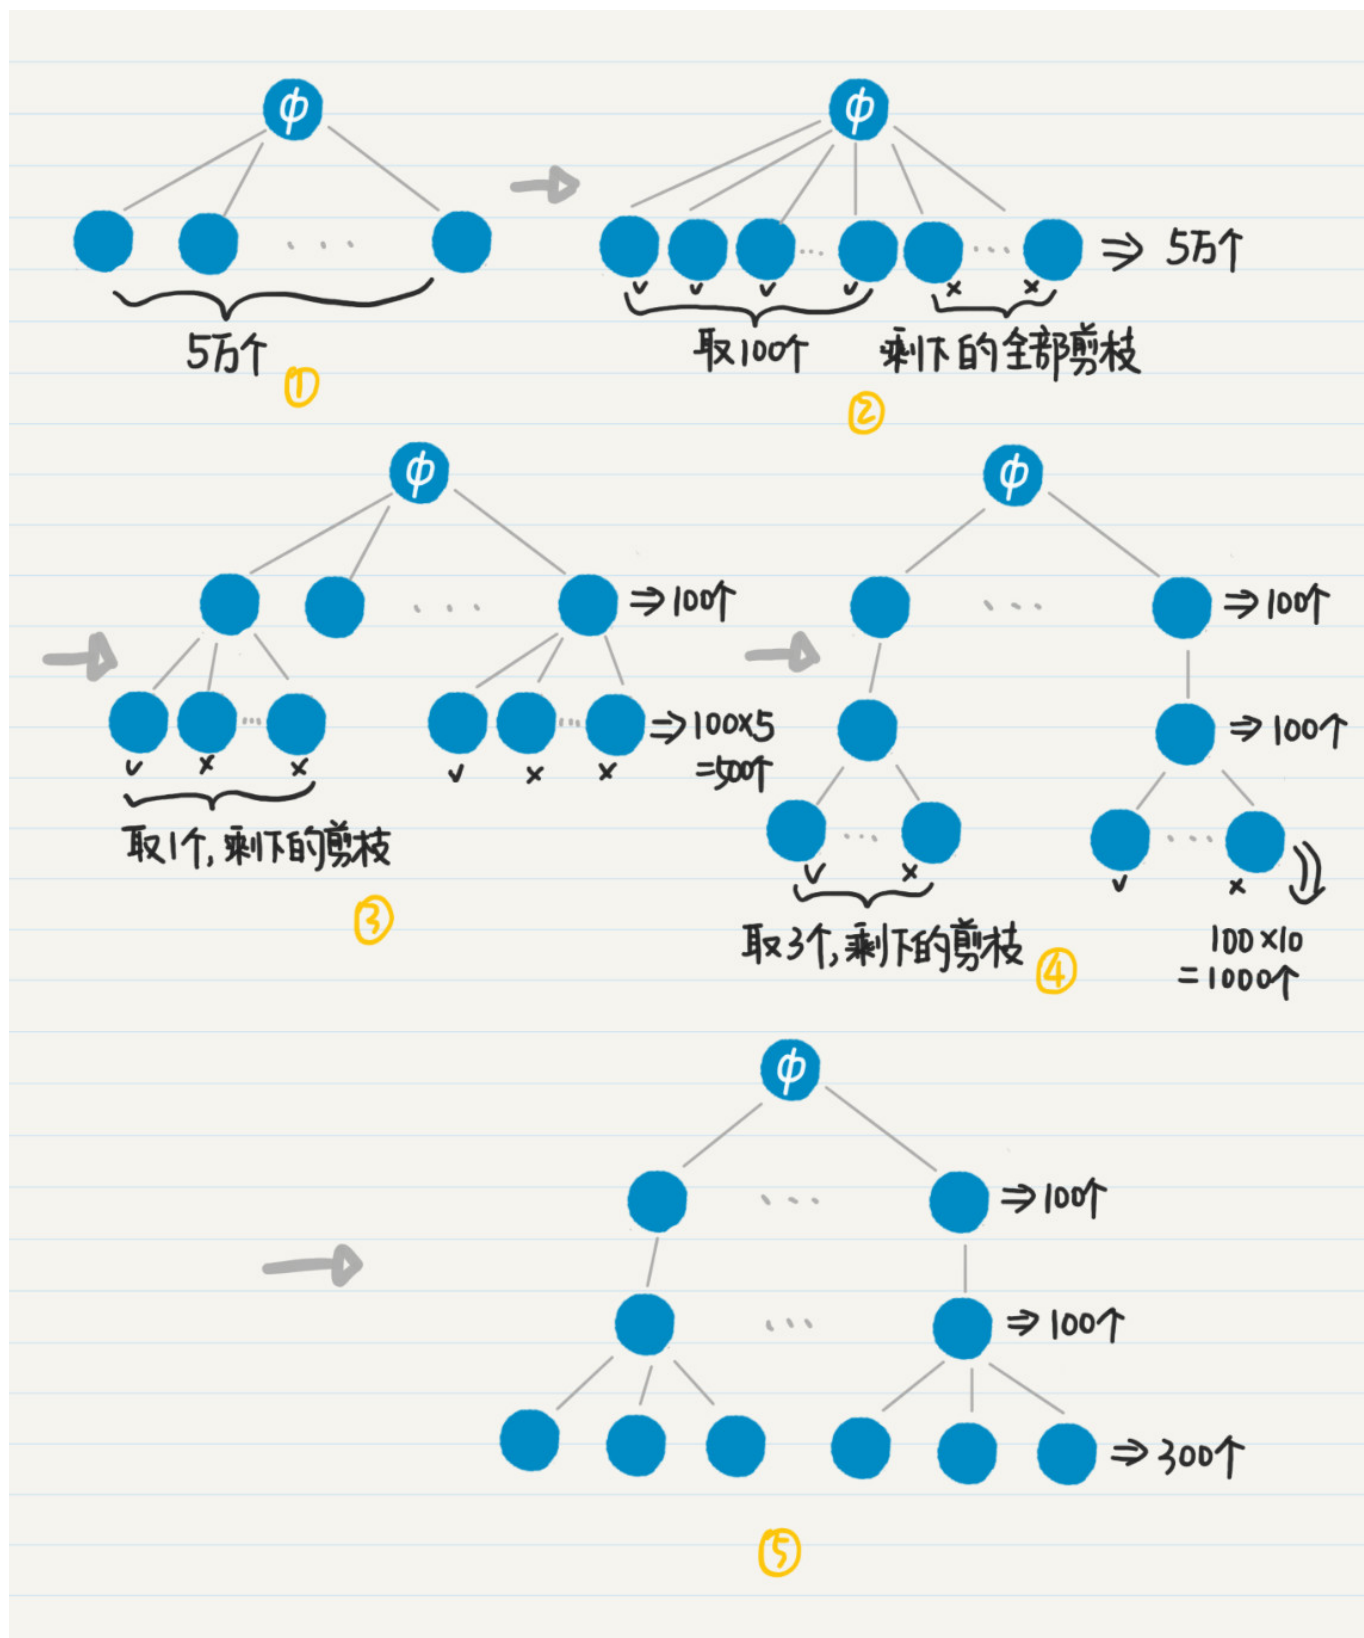 ϕ
ϕ
⇒ 5万个
✓ ✓ ✓ ✓ × ×
5万个
取100个
剩下的全部剪枝
①
②
ϕ
ϕ
⇒100个
⇒100个
⇒100×5
=500个
⇒100个
✓ × ×
✓ × ×
取1个,剩下的剪枝
✓ ×
✓ ×
③
取3个,剩下的剪枝
④
100×10
=1000个
ϕ
⇒100个
⇒100个
⇒300个
⑤